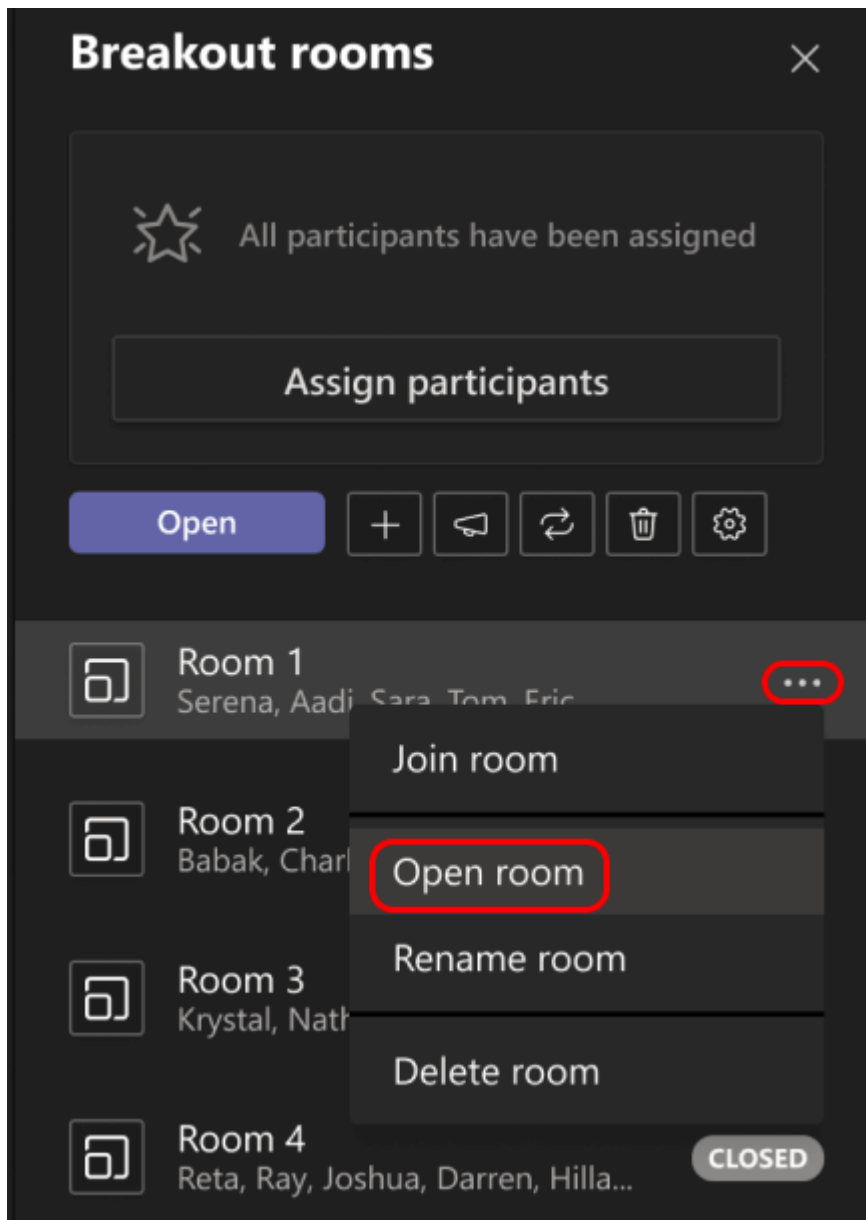 Breakout rooms
All participants have been assigned
Assign participants
Open
Room 1
Serena, Aadi, Sara, Tom, Eric
Join room
Room 2
Babak, Charl
Open room
Rename room
Room 3
Krystal, Nath
Delete room
Room 4
Reta, Ray, Joshua, Darren, Hilla...
CLOSED